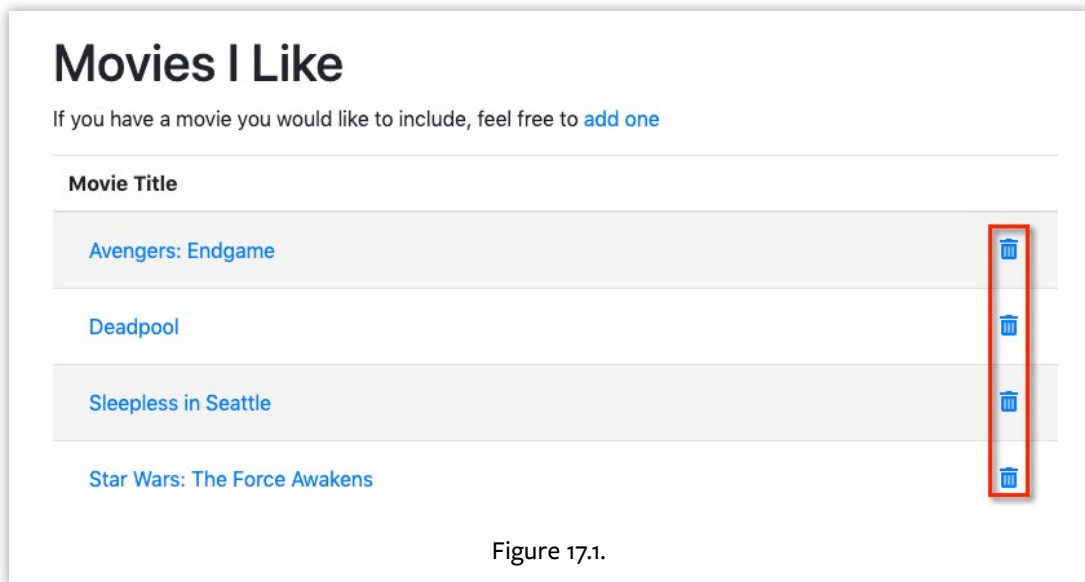 Movies I Like
If you have a movie you would like to include, feel free to add one
Movie Title
Avengers: Endgame
Deadpool
Sleepless in Seattle
Star Wars: The Force Awakens
Figure 17.1.